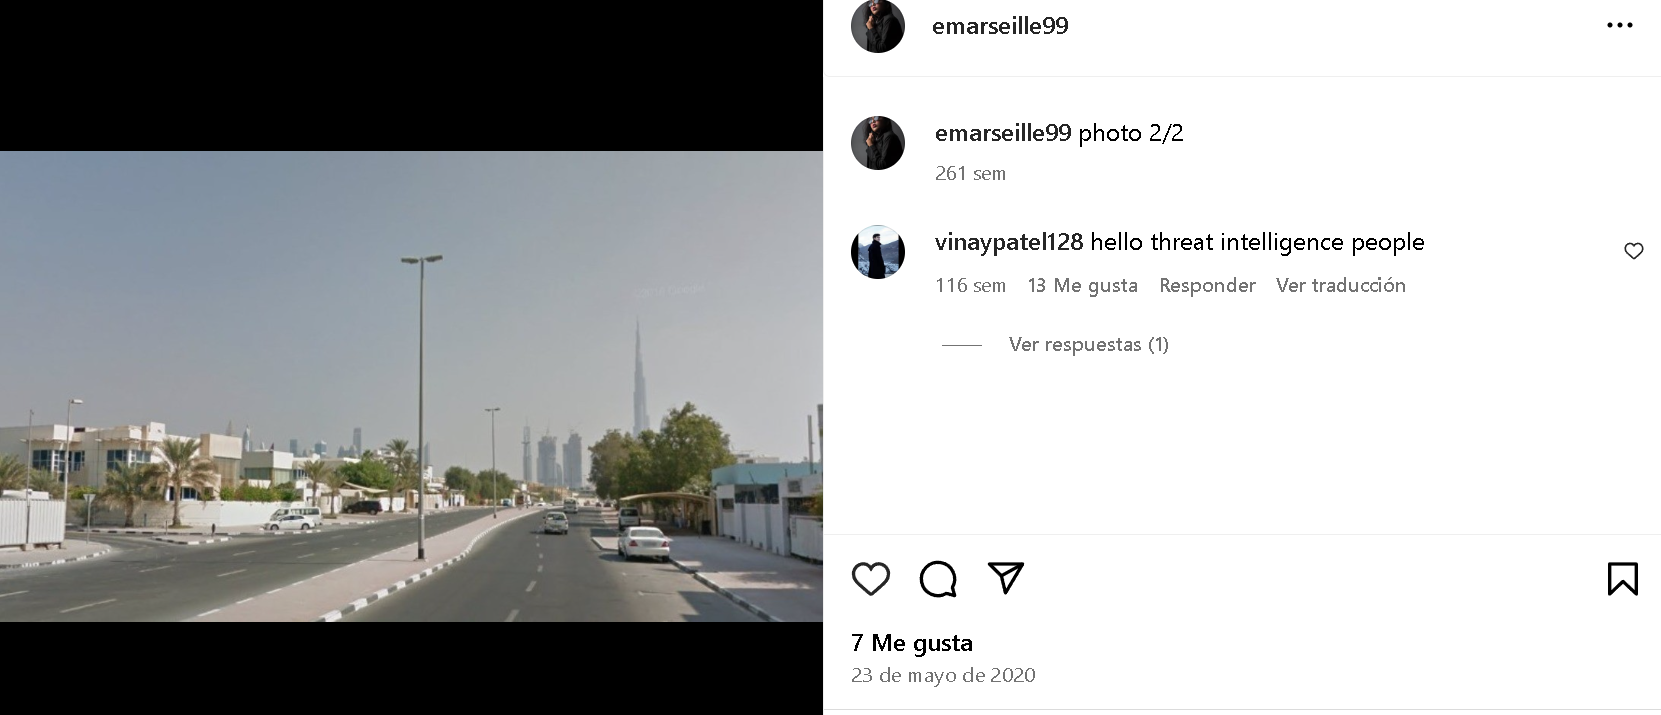 emarseille99
emarseille99 photo 2/2
261 sem
vinaypatel128 hello threat intelligence people
116 sem 13 Me gusta Responder Ver traducción
Ver respuestas (1)
7 Me gusta
23 de mayo de 2020
Google